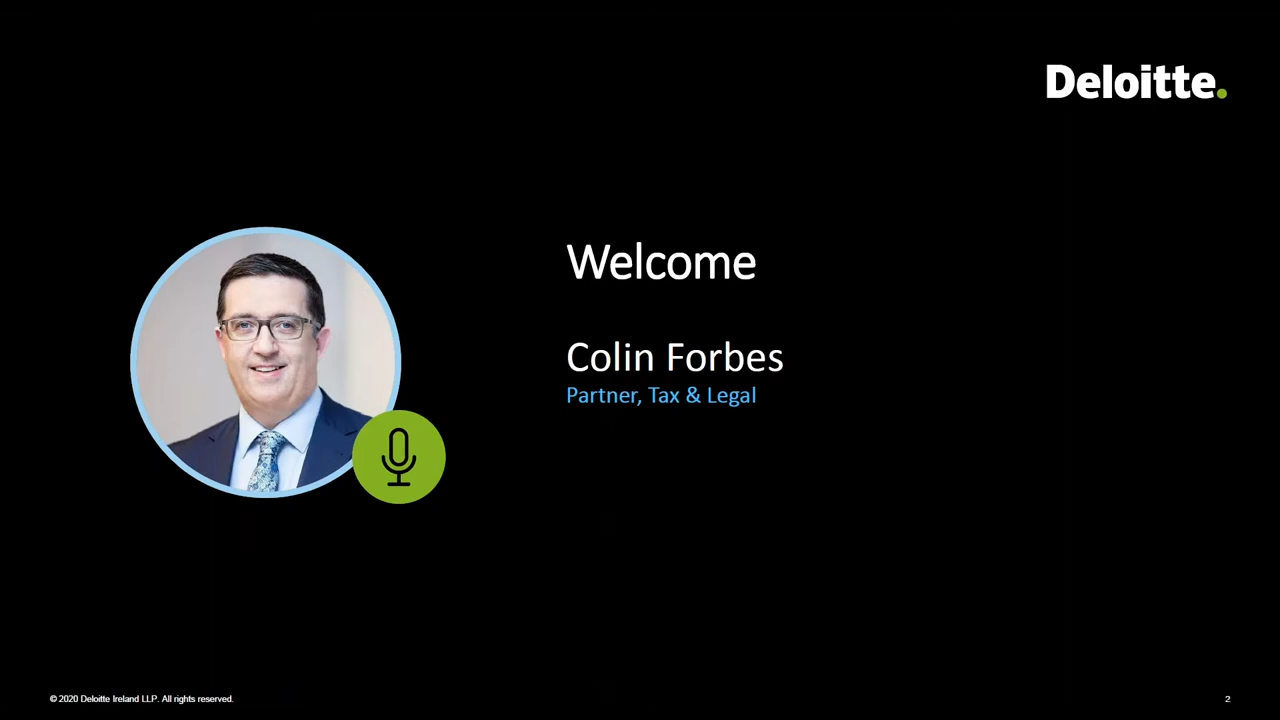 Deloitte.
Welcome
Colin Forbes
Partner, Tax & Legal
© 2020 Deloitte Ireland LLP. All rights reserved.
2